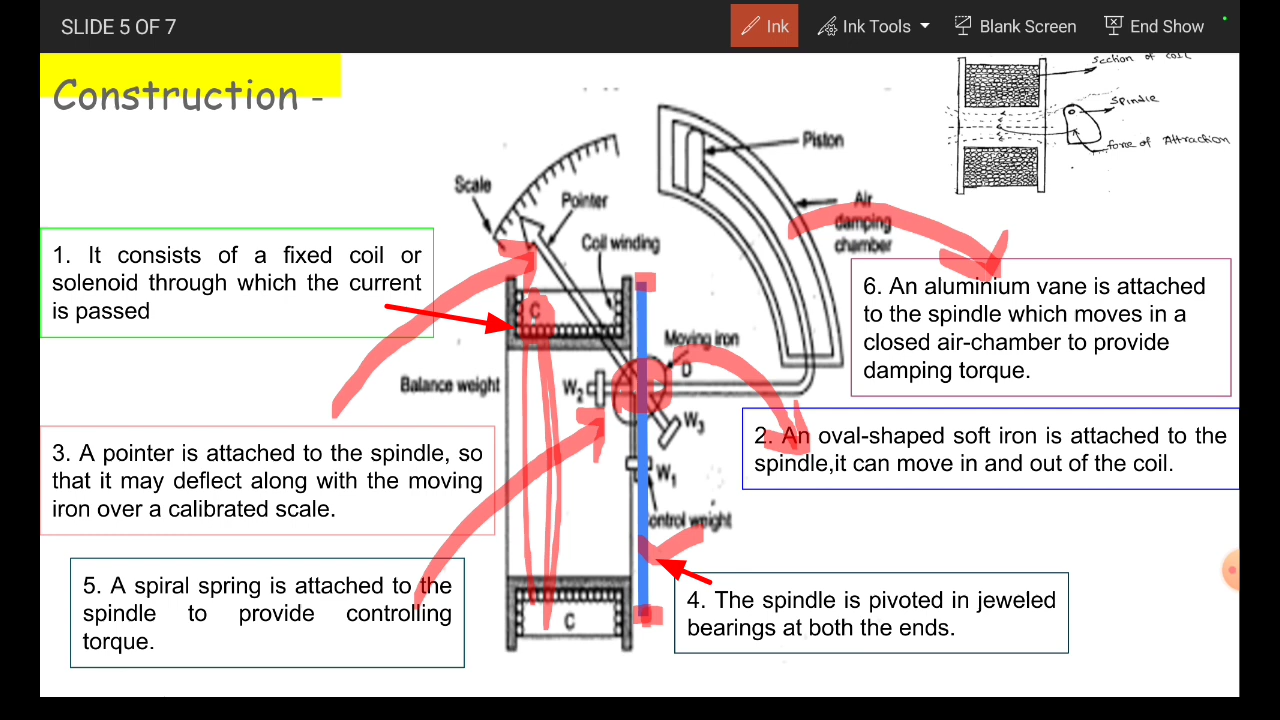 SLIDE 5 OF 7
Ink
Ink Tools
Blank Screen
End Show
Construction -
section of coil
Spindle
force of Attraction
Piston
Scale
Pointer
Air
damping
chamber
Coil winding
1. It consists of a fixed coil or
solenoid through which the current
is passed
6. An aluminium vane is attached
to the spindle which moves in a
closed air-chamber to provide
damping torque.
C
Moving iron
D
Balance weight
W2
W3
2. An oval-shaped soft iron is attached to the
spindle,it can move in and out of the coil.
3. A pointer is attached to the spindle, so
that it may deflect along with the moving
iron over a calibrated scale.
W1
ontrol weight
5. A spiral spring is attached to the
spindle to provide controlling
torque.
4. The spindle is pivoted in jeweled
bearings at both the ends.
C